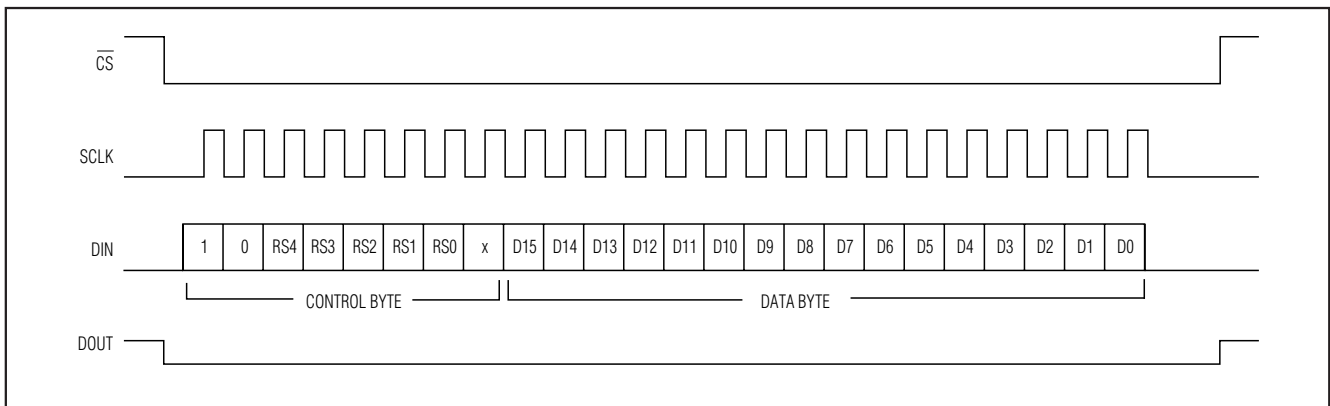 C̅S̅
SCLK
DIN 1 0 RS4 RS3 RS2 RS1 RS0 x D15 D14 D13 D12 D11 D10 D9 D8 D7 D6 D5 D4 D3 D2 D1 D0
CONTROL BYTE DATA BYTE
DOUT